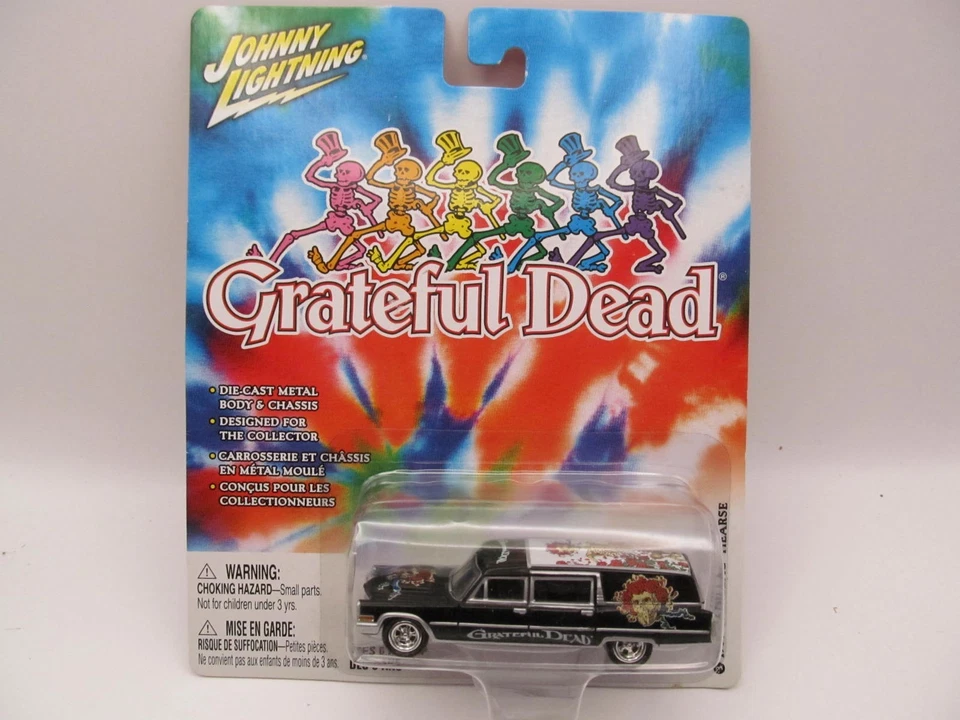 JOHNNY
LIGHTNING®
Grateful Dead®
• DIE-CAST METAL
BODY & CHASSIS
• DESIGNED FOR
THE COLLECTOR
• CARROSSERIE ET CHÂSSIS
EN MÉTAL MOULÉ
• CONÇUS POUR LES
COLLECTIONNEURS
HEARSE
GRATEFUL DEAD
⚠ WARNING:
CHOKING HAZARD—Small parts.
Not for children under 3 yrs.
⚠ MISE EN GARDE:
RISQUE DE SUFFOCATION—Petites pièces.
Ne convient pas aux enfants de moins de 3 ans.